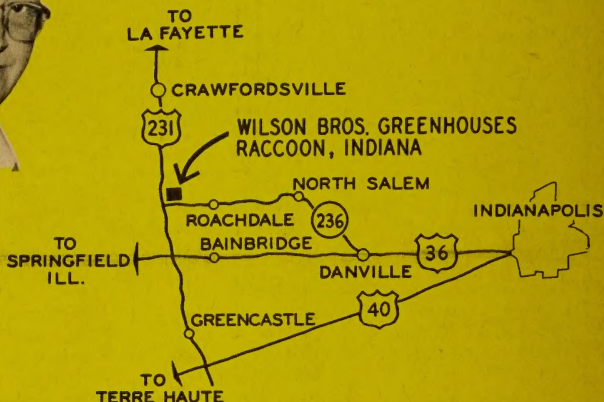 TO
LA FAYETTE
CRAWFORDSVILLE
231
WILSON BROS. GREENHOUSES
RACCOON, INDIANA
NORTH SALEM
INDIANAPOLIS
ROACHDALE
236
BAINBRIDGE
TO
SPRINGFIELD
ILL.
36
DANVILLE
40
GREENCASTLE
TO
TERRE HAUTE